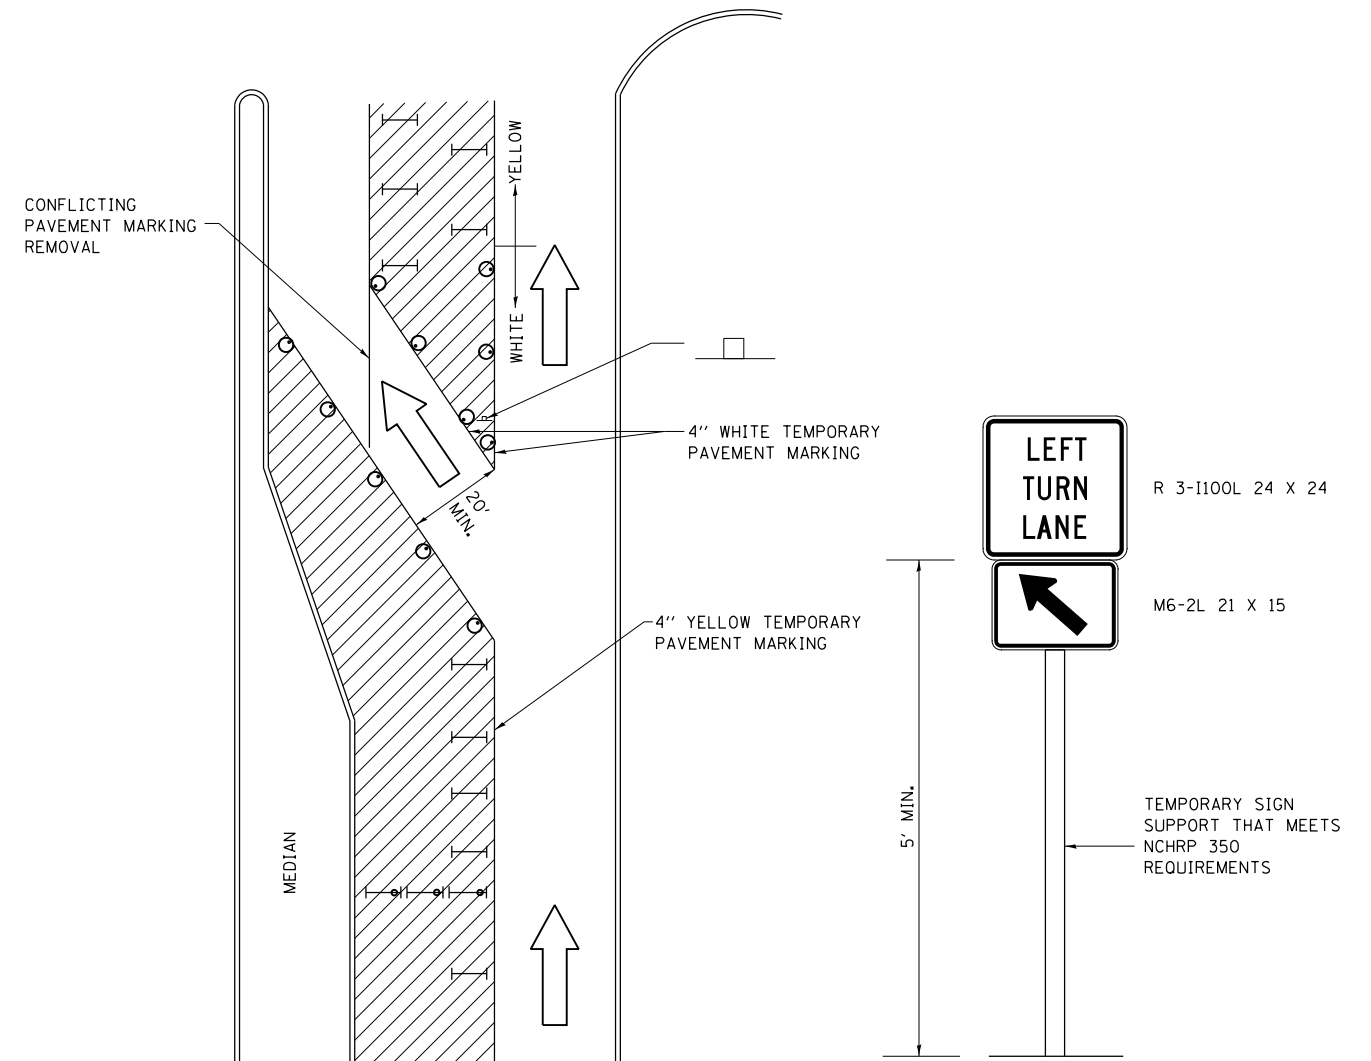 YELLOW
WHITE
CONFLICTING
PAVEMENT MARKING
REMOVAL
4'' WHITE TEMPORARY
PAVEMENT MARKING
20'
MIN.
4'' YELLOW TEMPORARY
PAVEMENT MARKING
MEDIAN
LEFT
TURN
LANE
R 3-I100L 24 X 24
M6-2L 21 X 15
5' MIN.
TEMPORARY SIGN
SUPPORT THAT MEETS
NCHRP 350
REQUIREMENTS